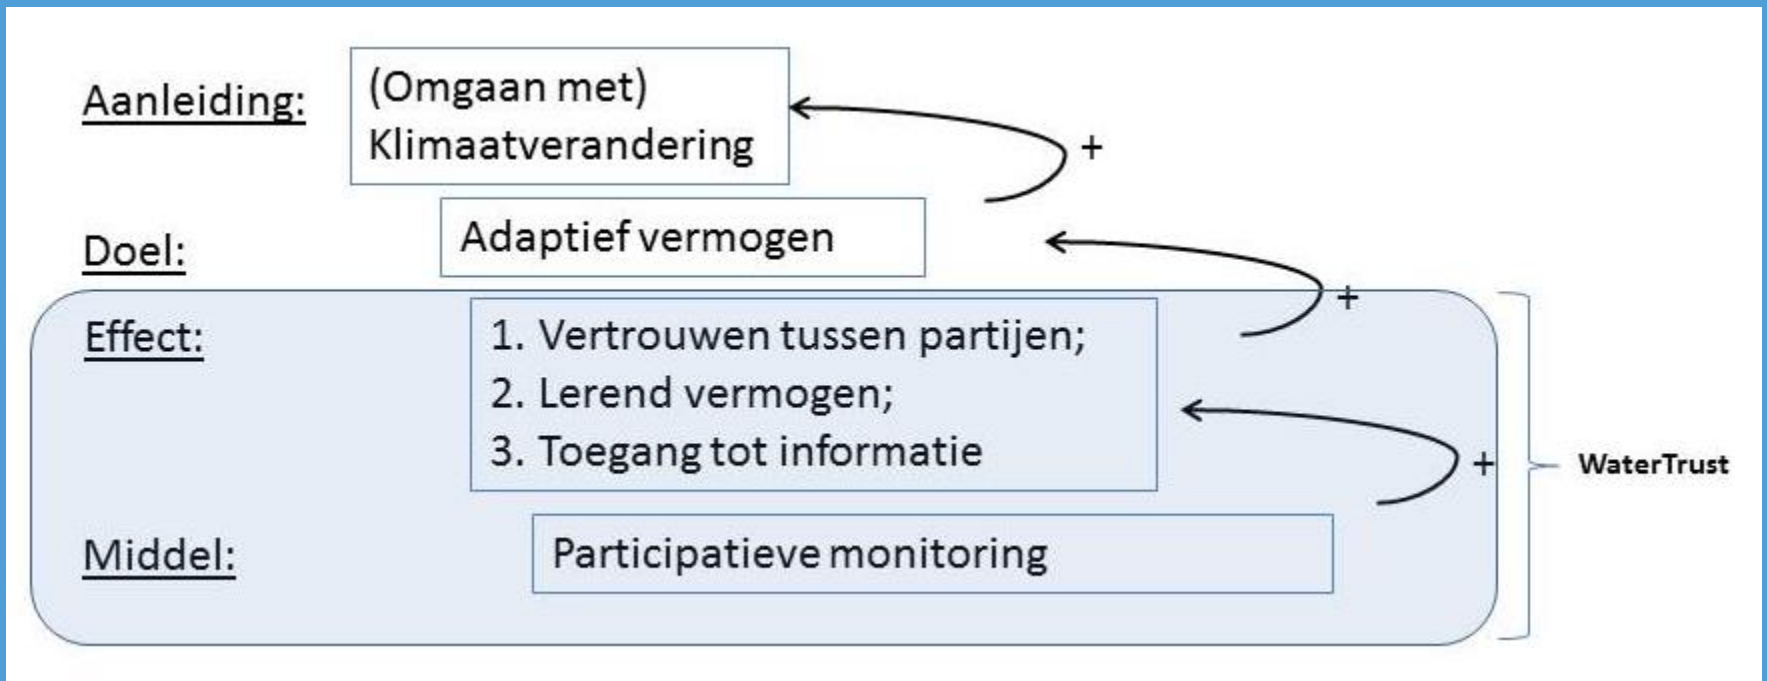 Aanleiding:
(Omgaan met)
Klimaatverandering
+
Doel:
Adaptief vermogen
+
Effect:
1. Vertrouwen tussen partijen;
2. Lerend vermogen;
3. Toegang tot informatie
+
WaterTrust
Middel:
Participatieve monitoring